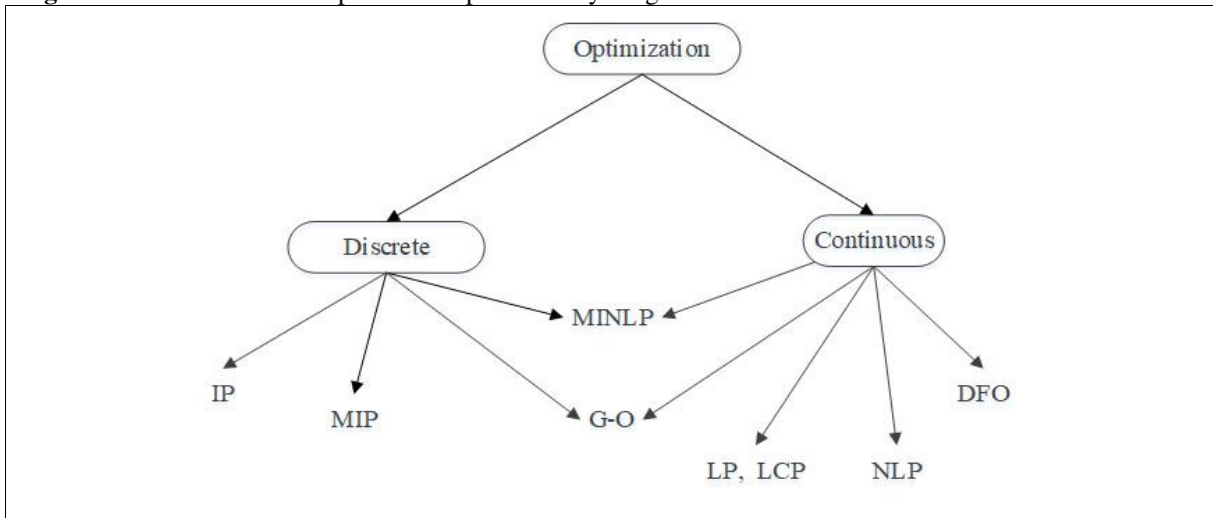 Optimization
Discrete
Continuous
MINLP
IP
MIP
G-O
DFO
LP, LCP
NLP